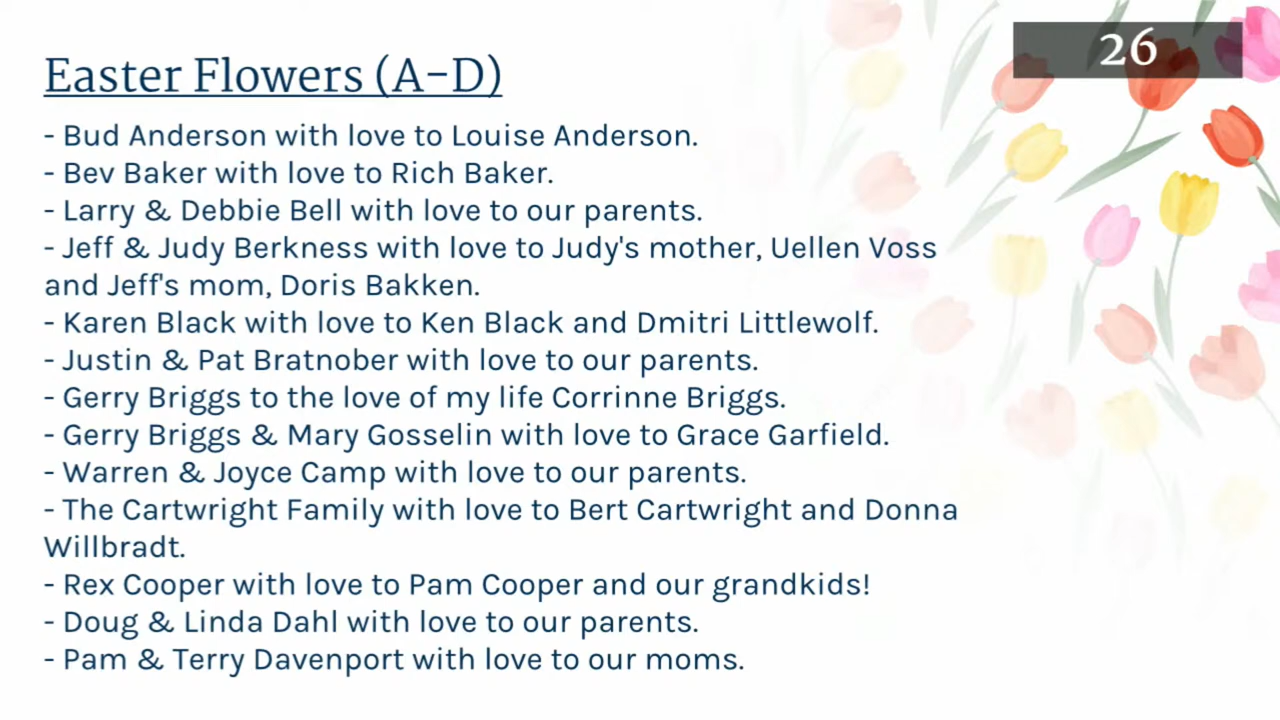 26
Easter Flowers (A-D)
- Bud Anderson with love to Louise Anderson.
- Bev Baker with love to Rich Baker.
- Larry & Debbie Bell with love to our parents.
- Jeff & Judy Berkness with love to Judy's mother, Uellen Voss
and Jeff's mom, Doris Bakken.
- Karen Black with love to Ken Black and Dmitri Littlewolf.
- Justin & Pat Bratnober with love to our parents.
- Gerry Briggs to the love of my life Corrinne Briggs.
- Gerry Briggs & Mary Gosselin with love to Grace Garfield.
- Warren & Joyce Camp with love to our parents.
- The Cartwright Family with love to Bert Cartwright and Donna
Willbradt.
- Rex Cooper with love to Pam Cooper and our grandkids!
- Doug & Linda Dahl with love to our parents.
- Pam & Terry Davenport with love to our moms.